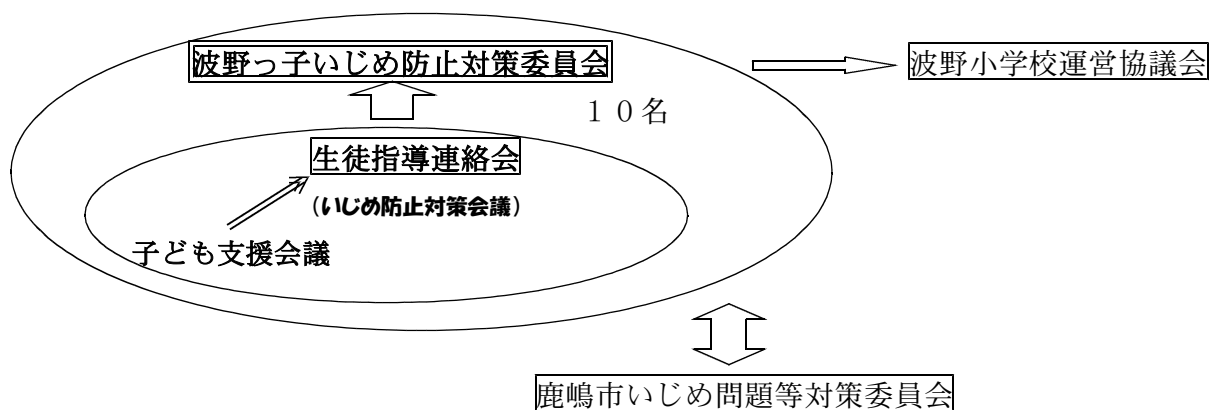 波野っ子いじめ防止対策委員会
波野小学校運営協議会
１０名
生徒指導連絡会
（いじめ防止対策会議）
子ども支援会議
鹿嶋市いじめ問題等対策委員会